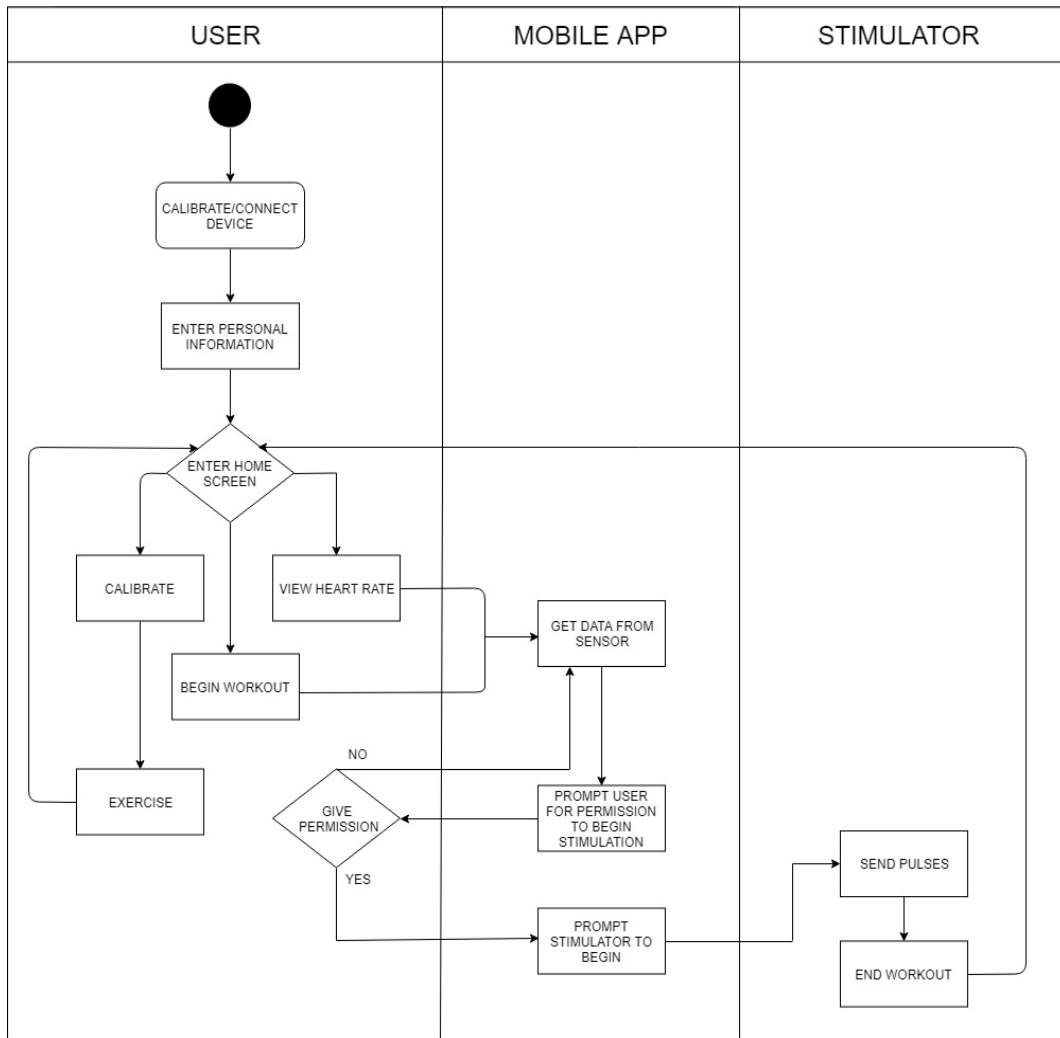 USER
MOBILE APP
STIMULATOR
CALIBRATE/CONNECT
DEVICE
ENTER PERSONAL
INFORMATION
ENTER HOME
SCREEN
CALIBRATE
VIEW HEART RATE
GET DATA FROM
SENSOR
BEGIN WORKOUT
NO
EXERCISE
GIVE
PERMISSION
PROMPT USER
FOR PERMISSION
TO BEGIN
STIMULATION
YES
SEND PULSES
PROMPT
STIMULATOR TO
BEGIN
END WORKOUT